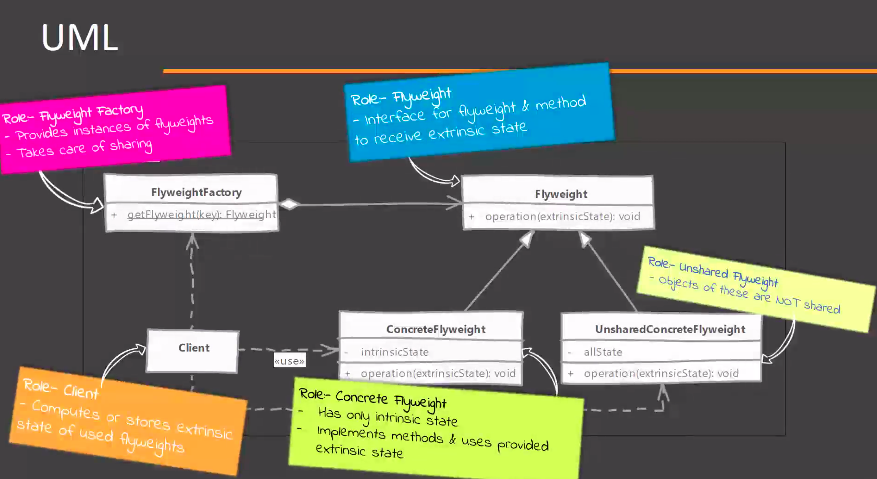 UML
Role- Flyweight Factory
- Provides instances of flyweights
- Takes care of sharing
Role- Flyweight
- Interface for flyweight & method
to receive extrinsic state
FlyweightFactory
+ getFlyweight(key): Flyweight
Flyweight
+ operation(extrinsicState): void
Role- Unshared Flyweight
- Objects of these are NOT shared
Client
«use»
ConcreteFlyweight
- intrinsicState
+ operation(extrinsicState): void
UnsharedConcreteFlyweight
- allState
+ operation(extrinsicState): void
Role- Client
- Computes or stores extrinsic
state of used flyweights
Role- Concrete Flyweight
- Has only intrinsic state
- Implements methods & uses provided
extrinsic state